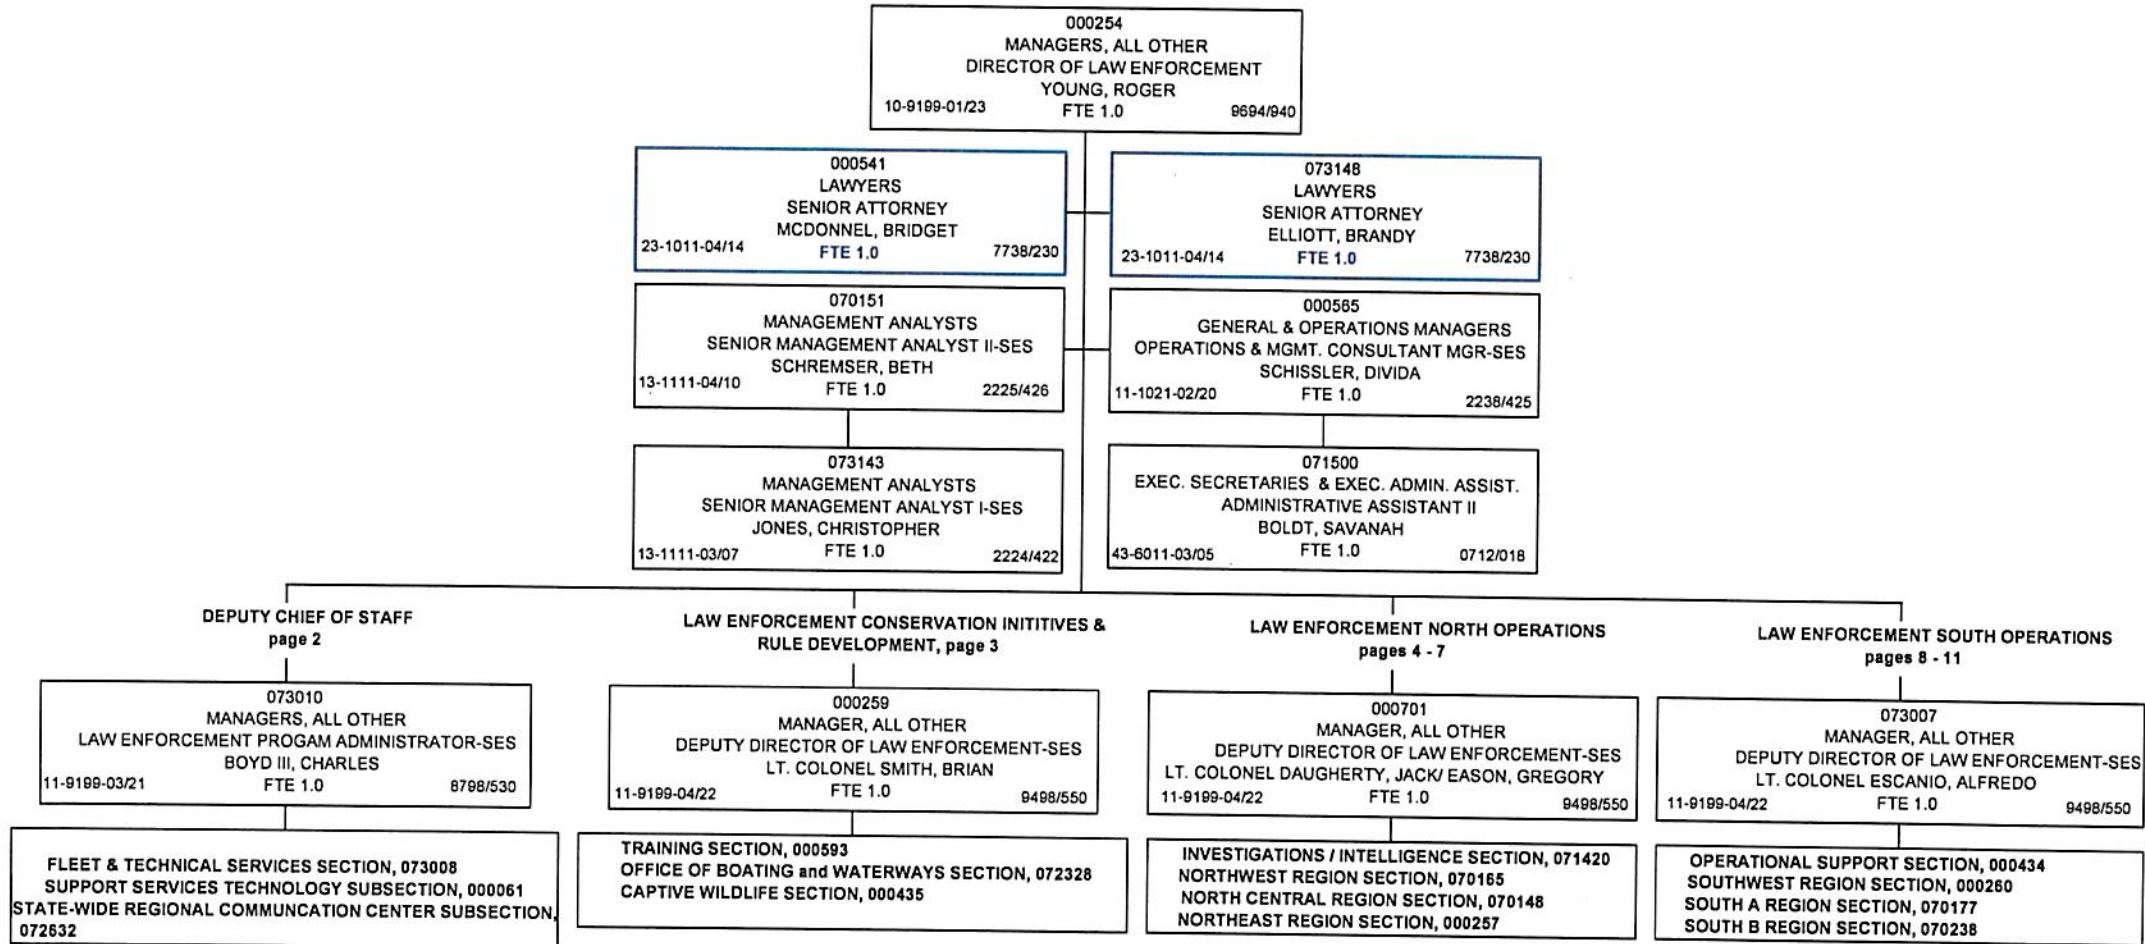 000254
MANAGERS, ALL OTHER
DIRECTOR OF LAW ENFORCEMENT
YOUNG, ROGER
10-9199-01/23 FTE 1.0 9694/940
000541
LAWYERS
SENIOR ATTORNEY
MCDONNEL, BRIDGET
23-1011-04/14 FTE 1.0 7738/230
073148
LAWYERS
SENIOR ATTORNEY
ELLIOTT, BRANDY
23-1011-04/14 FTE 1.0 7738/230
070151
MANAGEMENT ANALYSTS
SENIOR MANAGEMENT ANALYST II-SES
SCHREMSER, BETH
13-1111-04/10 FTE 1.0 2225/426
000565
GENERAL & OPERATIONS MANAGERS
OPERATIONS & MGMT. CONSULTANT MGR-SES
SCHISSLER, DIVIDA
11-1021-02/20 FTE 1.0 2238/425
073143
MANAGEMENT ANALYSTS
SENIOR MANAGEMENT ANALYST I-SES
JONES, CHRISTOPHER
13-1111-03/07 FTE 1.0 2224/422
071500
EXEC. SECRETARIES & EXEC. ADMIN. ASSIST.
ADMINISTRATIVE ASSISTANT II
BOLDT, SAVANAH
43-6011-03/05 FTE 1.0 0712/018
DEPUTY CHIEF OF STAFF
page 2
073010
MANAGERS, ALL OTHER
LAW ENFORCEMENT PROGAM ADMINISTRATOR-SES
BOYD III, CHARLES
11-9199-03/21 FTE 1.0 8798/530
FLEET & TECHNICAL SERVICES SECTION, 073008
SUPPORT SERVICES TECHNOLOGY SUBSECTION, 000061
STATE-WIDE REGIONAL COMMUNCATION CENTER SUBSECTION,
072632
LAW ENFORCEMENT CONSERVATION INITITIVES &
RULE DEVELOPMENT, page 3
000259
MANAGER, ALL OTHER
DEPUTY DIRECTOR OF LAW ENFORCEMENT-SES
LT. COLONEL SMITH, BRIAN
11-9199-04/22 FTE 1.0 9498/550
TRAINING SECTION, 000593
OFFICE OF BOATING and WATERWAYS SECTION, 072328
CAPTIVE WILDLIFE SECTION, 000435
LAW ENFORCEMENT NORTH OPERATIONS
pages 4 - 7
000701
MANAGER, ALL OTHER
DEPUTY DIRECTOR OF LAW ENFORCEMENT-SES
LT. COLONEL DAUGHERTY, JACK/ EASON, GREGORY
11-9199-04/22 FTE 1.0 9498/550
INVESTIGATIONS / INTELLIGENCE SECTION, 071420
NORTHWEST REGION SECTION, 070165
NORTH CENTRAL REGION SECTION, 070148
NORTHEAST REGION SECTION, 000257
LAW ENFORCEMENT SOUTH OPERATIONS
pages 8 - 11
073007
MANAGER, ALL OTHER
DEPUTY DIRECTOR OF LAW ENFORCEMENT-SES
LT. COLONEL ESCANIO, ALFREDO
11-9199-04/22 FTE 1.0 9498/550
OPERATIONAL SUPPORT SECTION, 000434
SOUTHWEST REGION SECTION, 000260
SOUTH A REGION SECTION, 070177
SOUTH B REGION SECTION, 070238